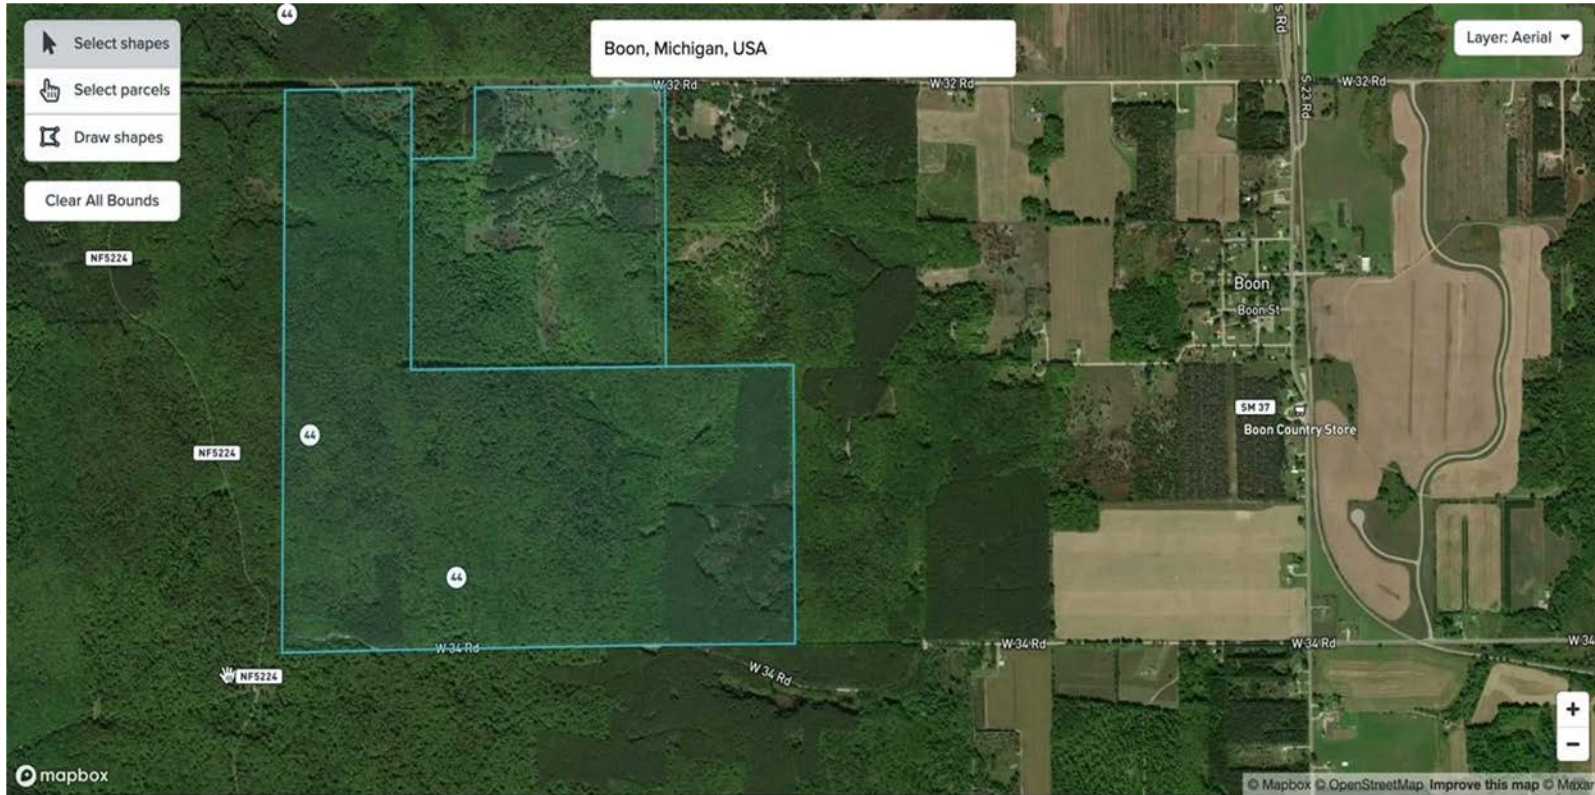 44
Select shapes
Boon, Michigan, USA
Layer: Aerial
s Rd
Select parcels
W 32 Rd
W 32 Rd
W 32 Rd
S 23 Rd
Draw shapes
Clear All Bounds
NF5224
Boon
Boon St
SM 37
Boon Country Store
44
NF5224
44
W 34 Rd
W 34 Rd
W 34 Rd
W 34
W 34 Rd
NF5224
+
−
mapbox
© Mapbox © OpenStreetMap Improve this map © Maxar